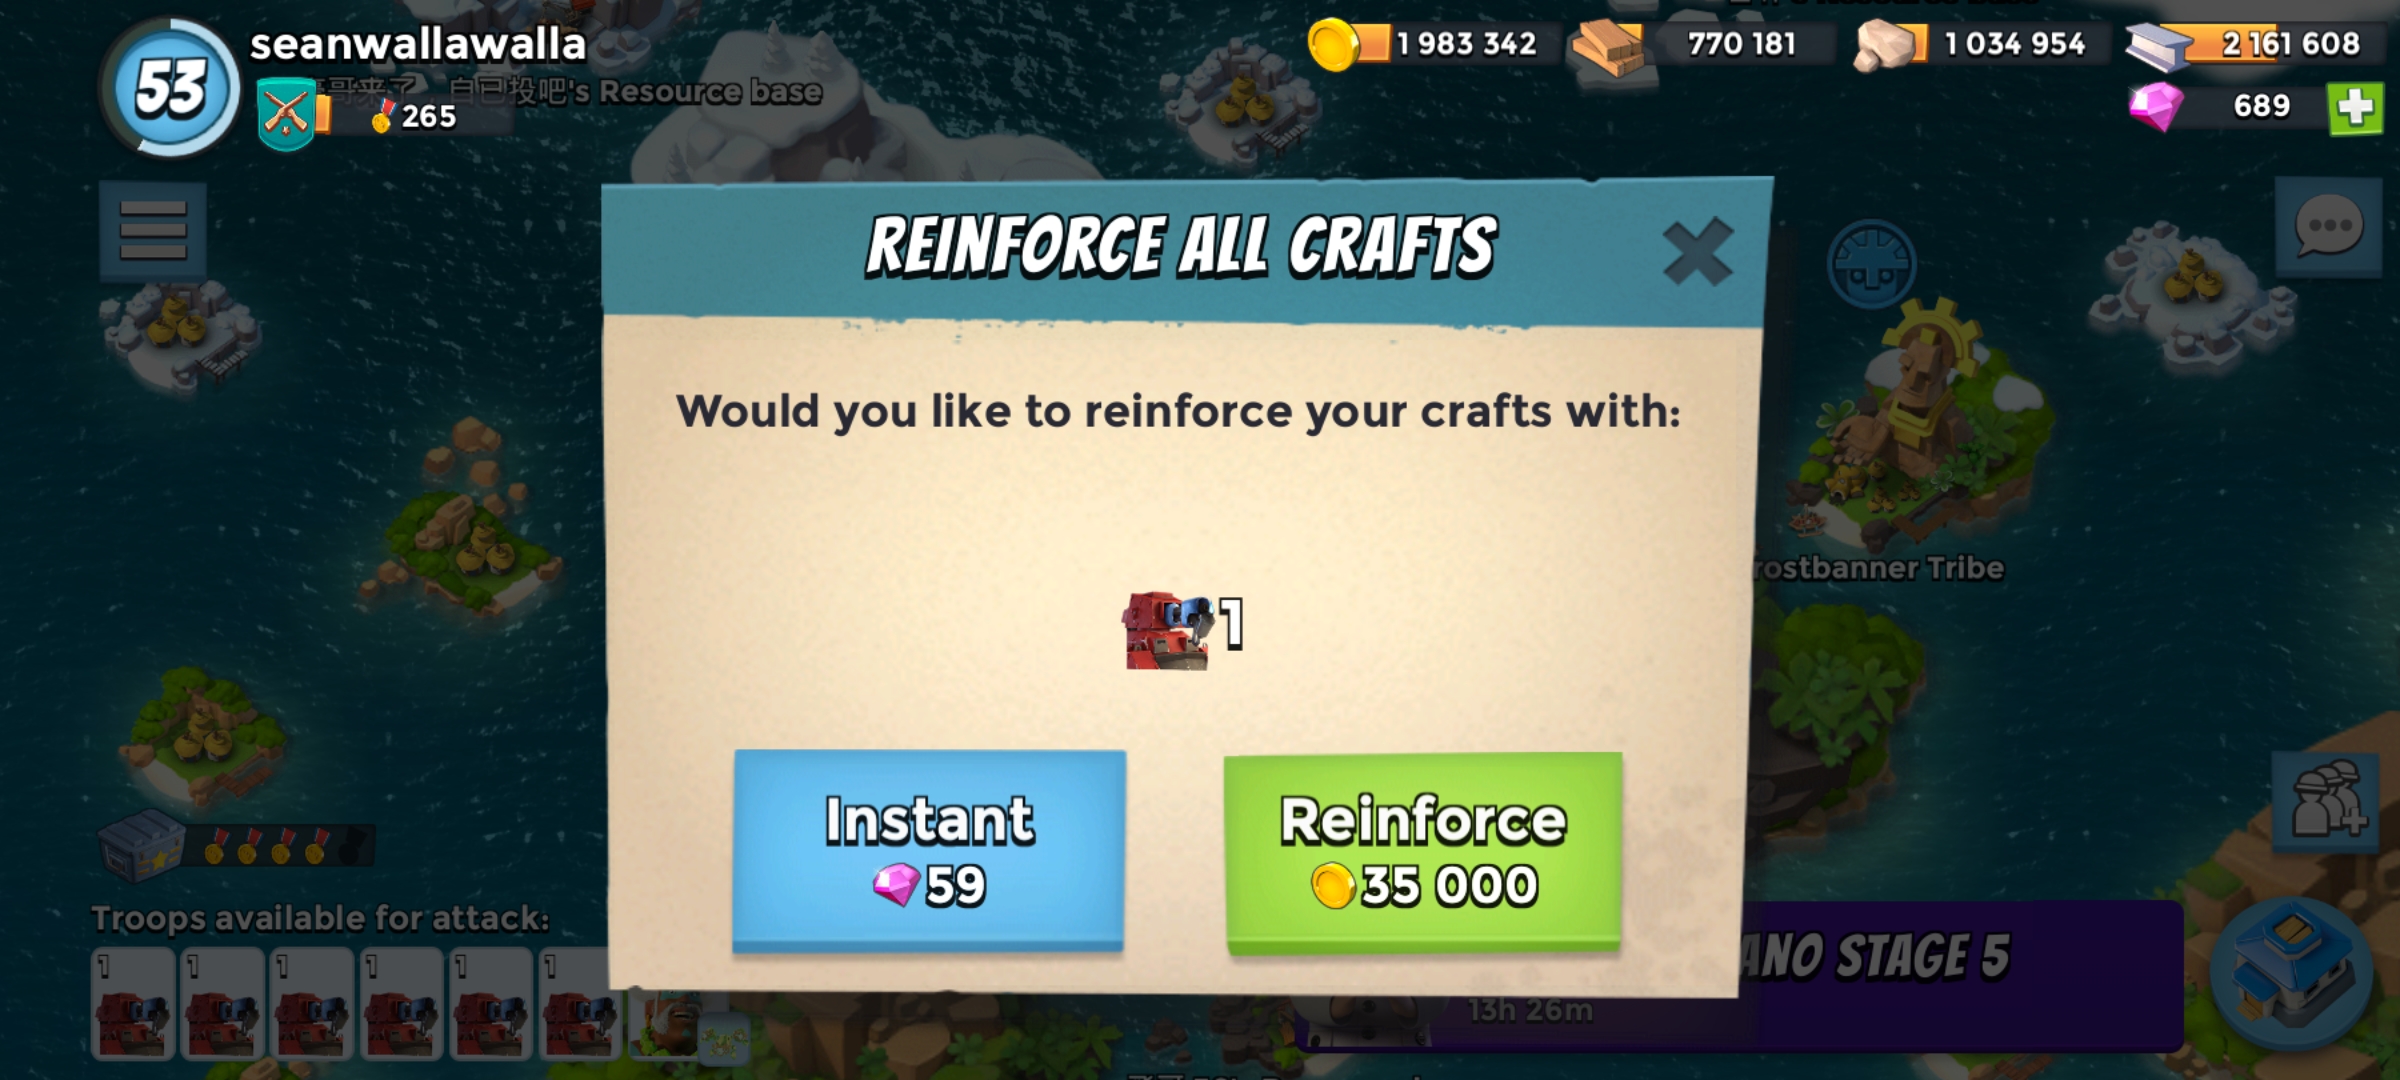 53
seanwallawalla
265
1 983 342
770 181
1 034 954
2 161 608
689
自己投吧's Resource base
REINFORCE ALL CRAFTS
Would you like to reinforce your crafts with:
1
Instant
59
Reinforce
35 000
rostbanner Tribe
Troops available for attack:
1
1
1
1
1
1
ANO STAGE 5
13h 26m